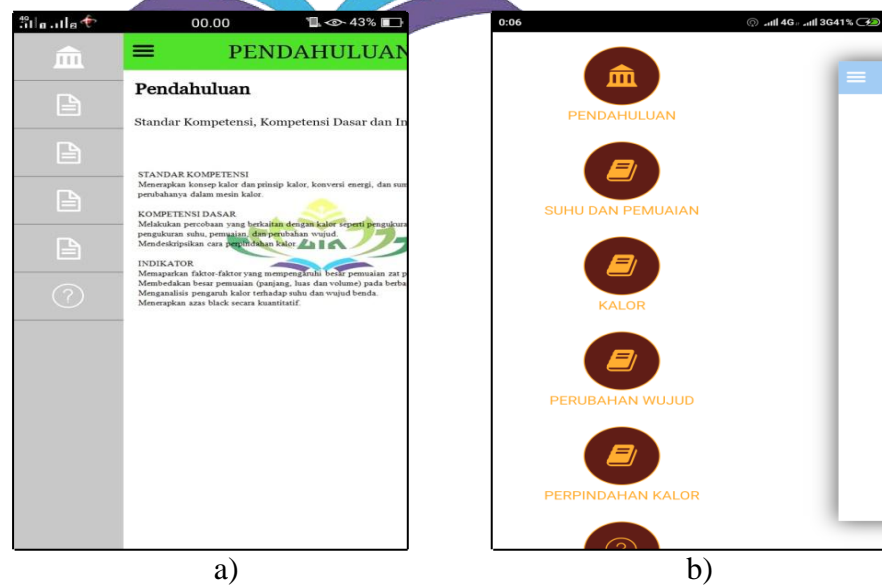 00.00
43%
PENDAHULUAN
Pendahuluan
Standar Kompetensi, Kompetensi Dasar dan In
STANDAR KOMPETENSI
Menerapkan konsep kalor dan prinsip kalor, konversi energi, dan sum
perubahanya dalam mesin kalor
KOMPETENSI DASAR
Melakukan percobaan yang berkaitan dengan kalor seperti pengukura
pengukuran suhu, pemuaian, dan perubahan wujud.
Mendeskripsikan cara perpindahan kalor
INDIKATOR
Memaparkan faktor-faktor yang mempengaruhi besar pemuaian zat p
Membedakan besar pemuaian (panjang, luas dan volume) pada berba
Menganalisis pengaruh kalor terhadap suhu dan wujud benda.
Menerapkan azas black secara kuantitatif.
a)
0:06
4G 3G 41%
PENDAHULUAN
SUHU DAN PEMUAIAN
KALOR
PERUBAHAN WUJUD
PERPINDAHAN KALOR
b)